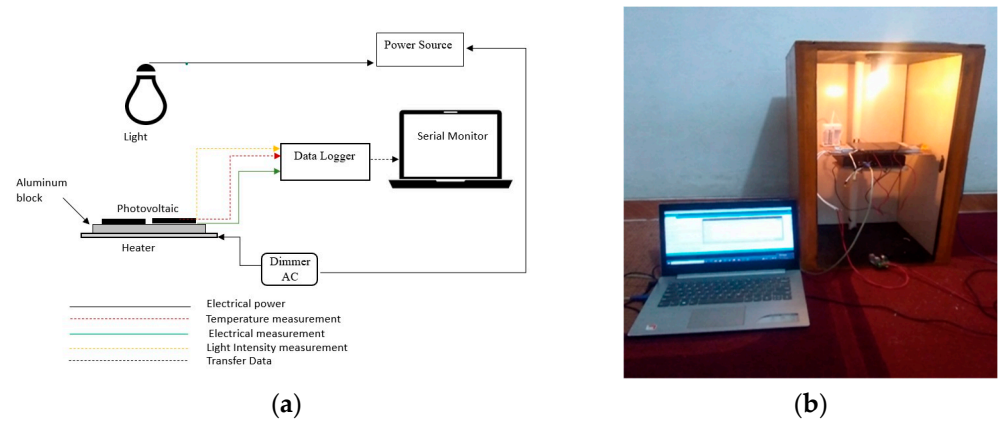 (a)
Power Source
Light
Data Logger
Serial Monitor
Aluminum
block
Photovoltaic
Heater
Dimmer
AC
Electrical power
Temperature measurement
Electrical measurement
Light Intensity measurement
Transfer Data
(b)